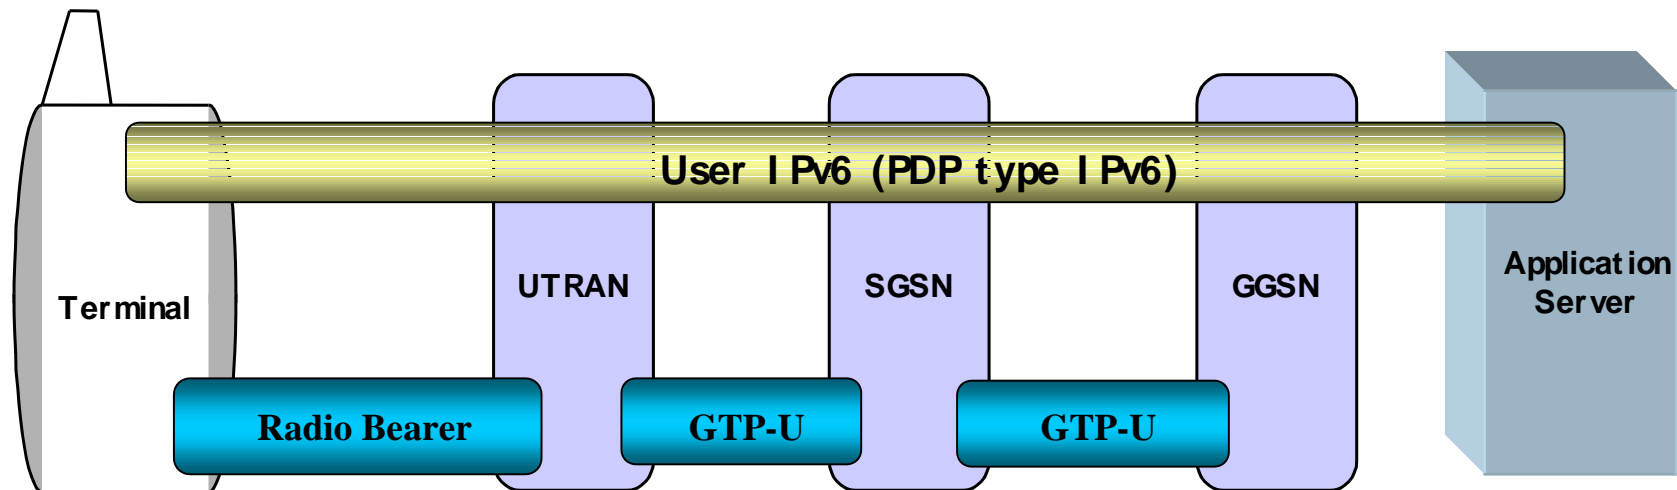 User IPv6 (PDP type IPv6)
UTRAN
SGSN
GGSN
Application
Server
Terminal
Radio Bearer
GTP-U
GTP-U